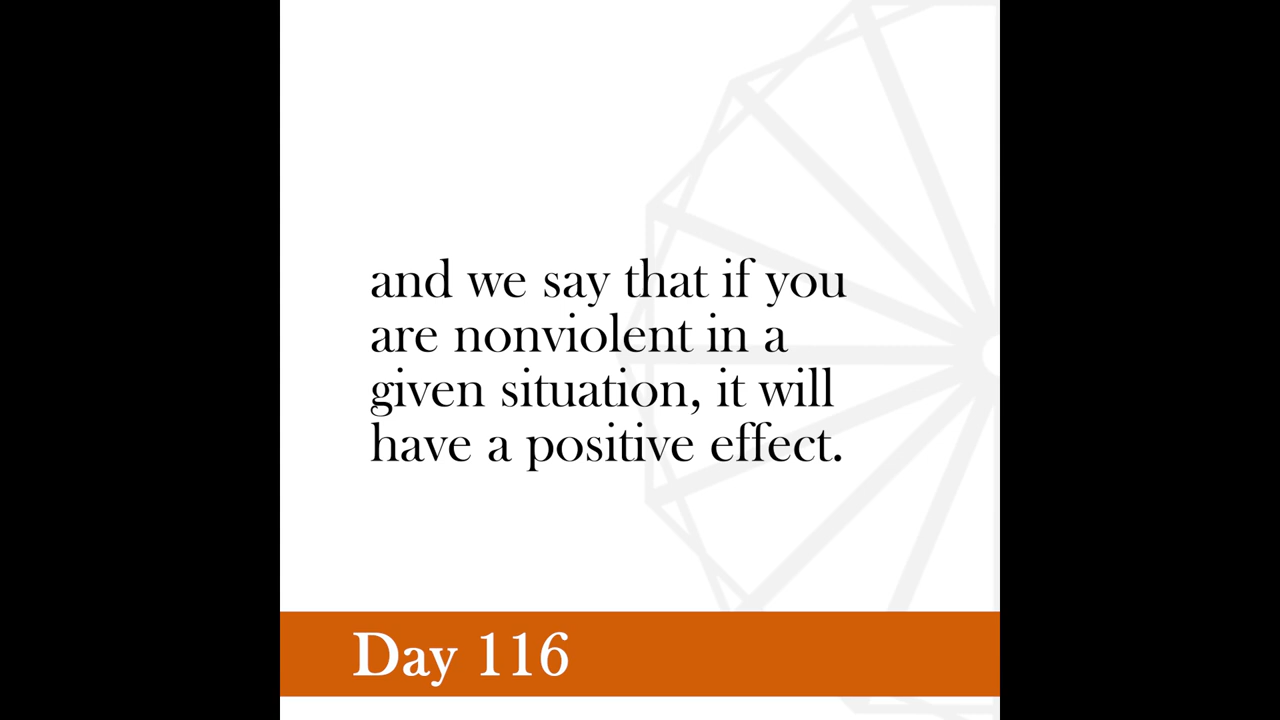 and we say that if you
are nonviolent in a
given situation, it will
have a positive effect.
Day 116